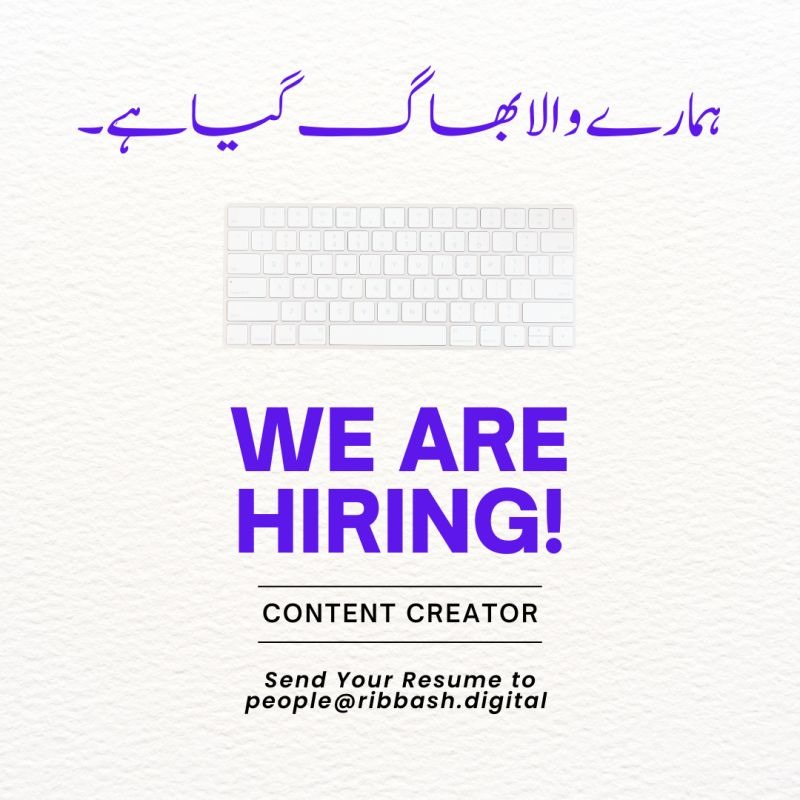 ہمارے والا بھاگ گیا ہے۔
WE ARE
HIRING!
CONTENT CREATOR
Send Your Resume to
people@ribbash.digital